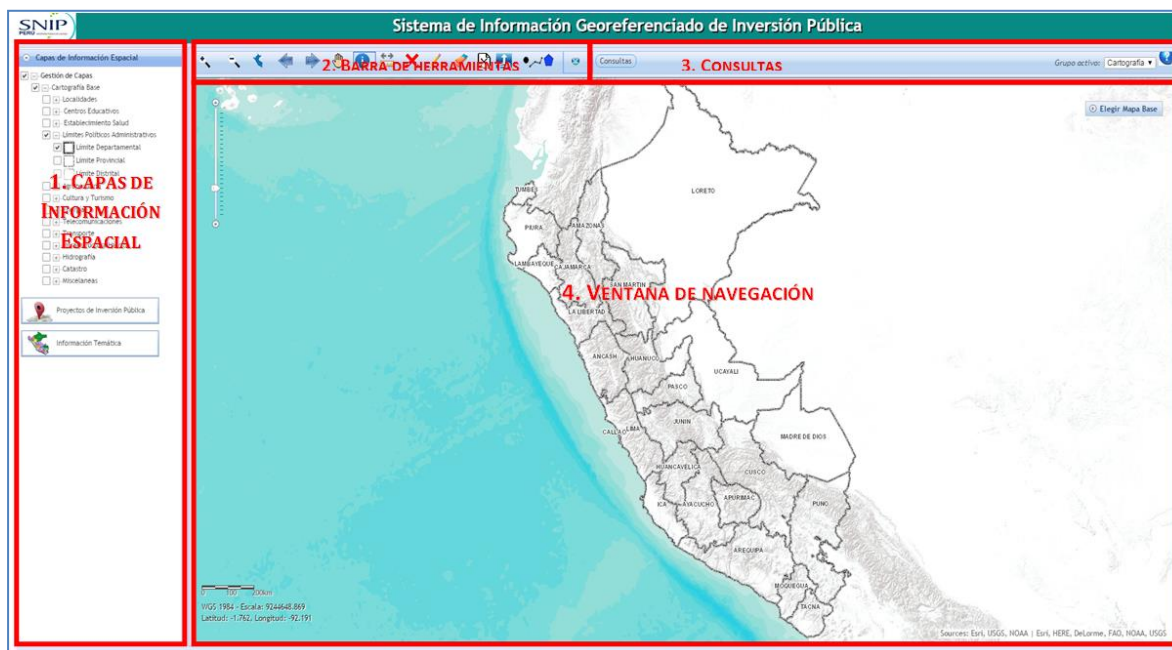 SNIP
PERU
Sistema de Información Georeferenciado de Inversión Pública
Capas de Información Espacial
Gestión de Capas
Cartografía Base
Localidades
Centros Educativos
Establecimiento Salud
Límites Políticos Administrativos
Límite Departamental
Límite Provincial
Límite Distrital
Cultura y Turismo
Telecomunicaciones
Transporte
Hidrografía
Catastro
Miscelaneas
1. CAPAS DE
INFORMACIÓN
ESPACIAL
Proyectos de Inversión Pública
Información Temática
2. BARRA DE HERRAMIENTAS
Consultas
3. CONSULTAS
Grupo activo: Cartografía
Elegir Mapa Base
TUMBES
LORETO
PIURA
AMAZONAS
LAMBAYEQUE
CAJAMARCA
SAN MARTIN
4. VENTANA DE NAVEGACIÓN
LA LIBERTAD
ANCASH
HUANUCO
UCAYALI
PASCO
CALLAO
LIMA
JUNIN
MADRE DE DIOS
HUANCAVELICA
CUSCO
ICA
AYACUCHO
APURIMAC
PUNO
AREQUIPA
MOQUEGUA
TACNA
0 100 200km
WGS 1984 - Escala: 9244648.869
Latitud: -1.762, Longitud: -92.191
Sources: Esri, USGS, NOAA | Esri, HERE, DeLorme, FAO, NOAA, USGS